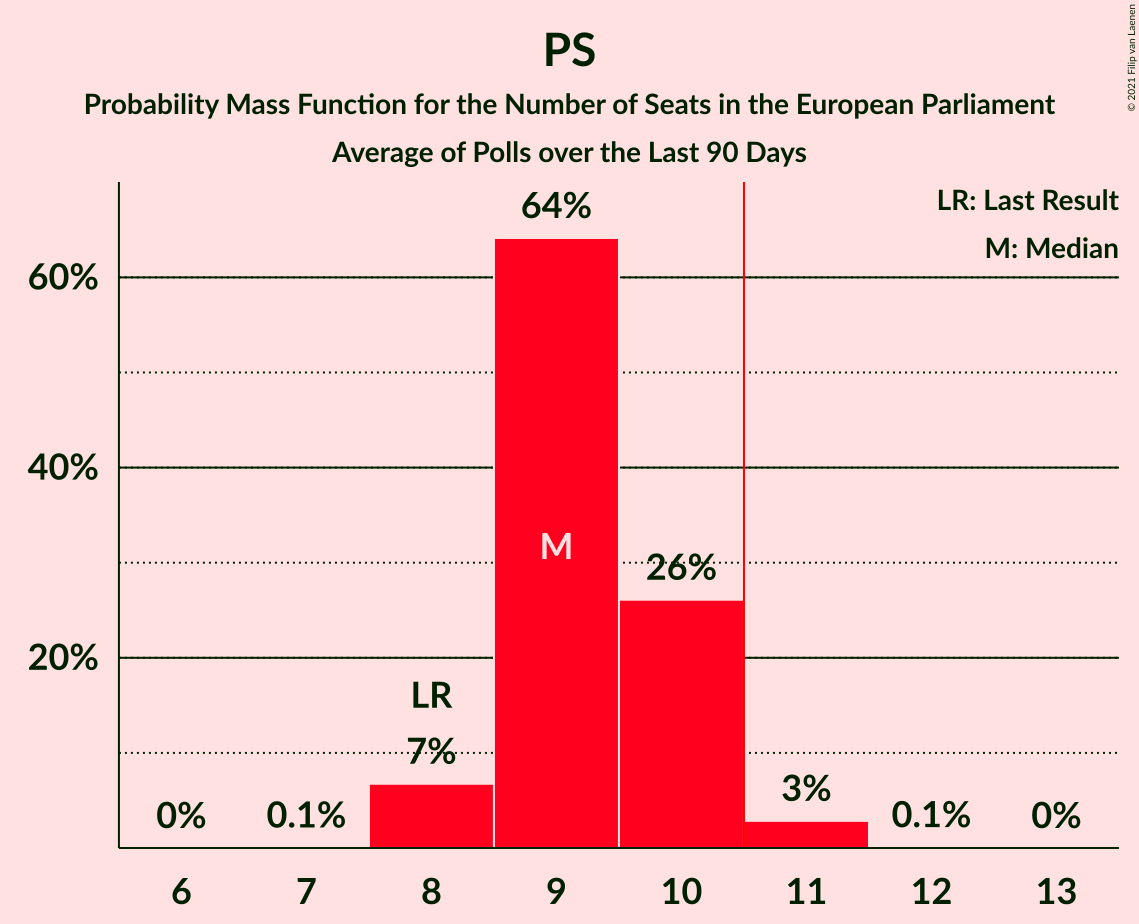 PS
Probability Mass Function for the Number of Seats in the European Parliament
Average of Polls over the Last 90 Days
© 2021 Filip van Laenen
LR: Last Result
M: Median
60%
40%
20%
0%
0.1%
LR
7%
64%
M
26%
3%
0.1%
0%
6 7 8 9 10 11 12 13